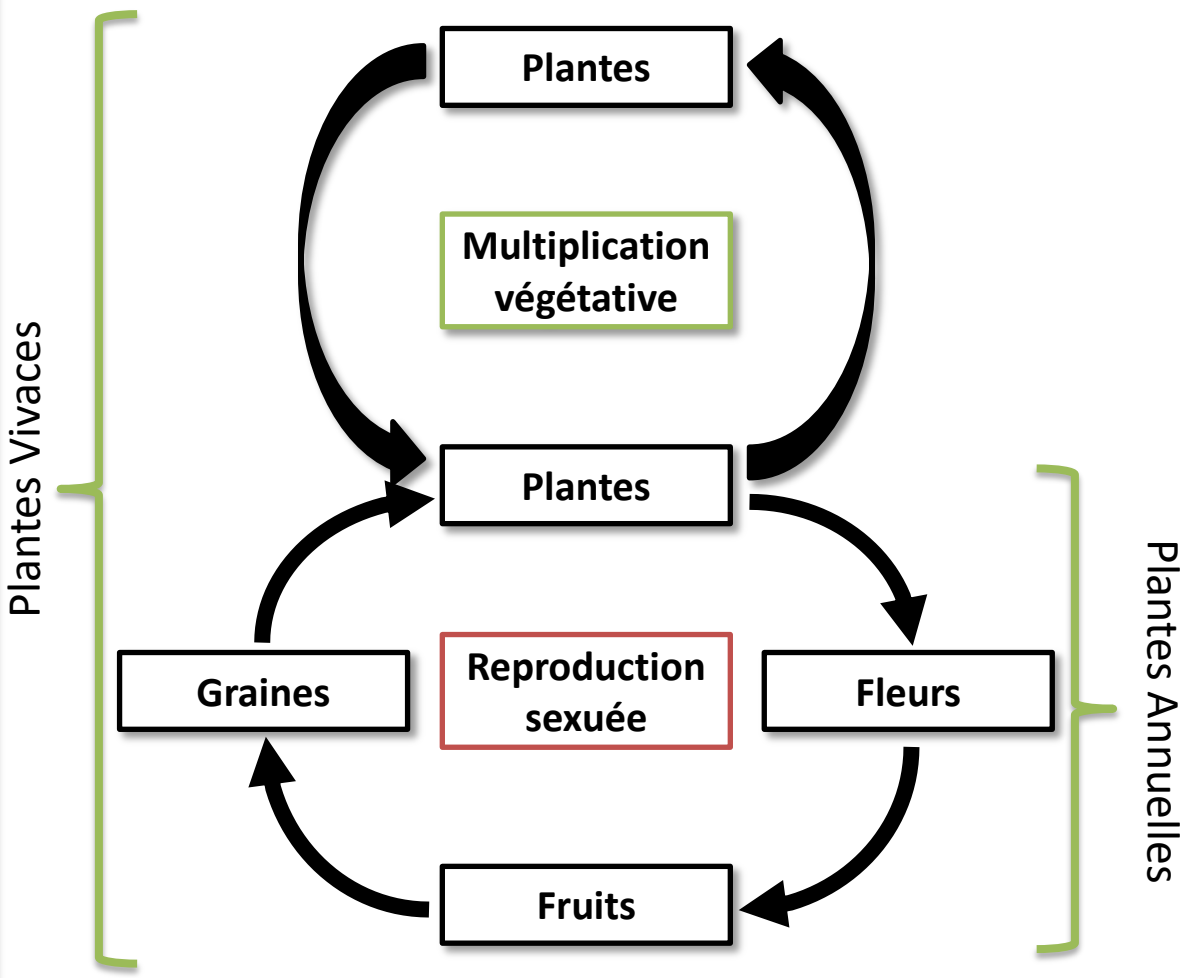 Plantes
Multiplication
végétative
Plantes Vivaces
Plantes
Graines
Reproduction
sexuée
Fleurs
Plantes Annuelles
Fruits